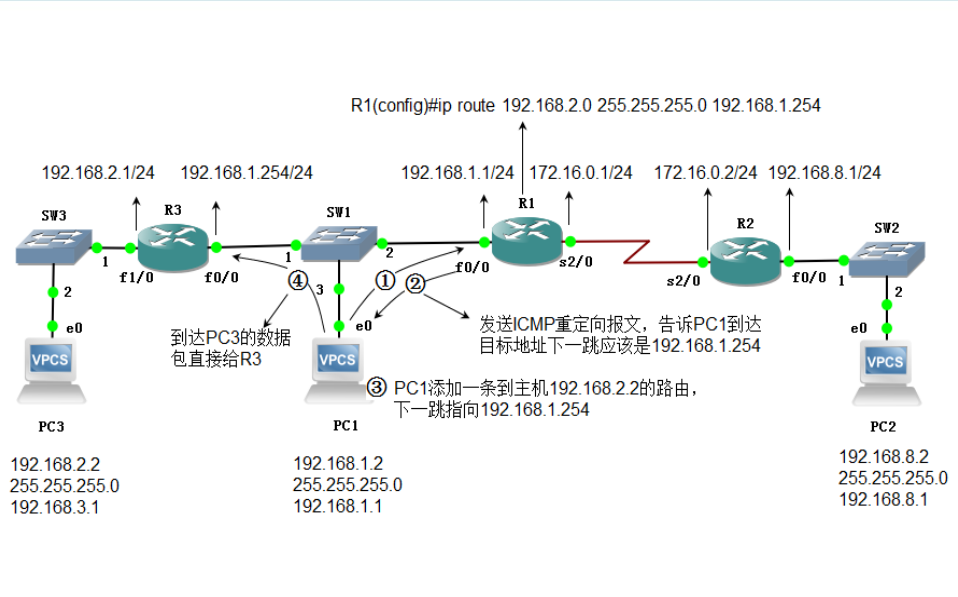 R1(config)#ip route 192.168.2.0 255.255.255.0 192.168.1.254
192.168.2.1/24
192.168.1.254/24
192.168.1.1/24
172.16.0.1/24
172.16.0.2/24
192.168.8.1/24
SW3
R3
SW1
R1
R2
SW2
1
f1/0
f0/0
1
2
f0/0
s2/0
s2/0
f0/0
1
2
3
2
④
①
②
e0
e0
e0
到达PC3的数据
包直接给R3
发送ICMP重定向报文，告诉PC1到达
目标地址下一跳应该是192.168.1.254
VPCS
VPCS
VPCS
③ PC1添加一条到主机192.168.2.2的路由，
下一跳指向192.168.1.254
PC3
PC1
PC2
192.168.2.2
255.255.255.0
192.168.3.1
192.168.1.2
255.255.255.0
192.168.1.1
192.168.8.2
255.255.255.0
192.168.8.1